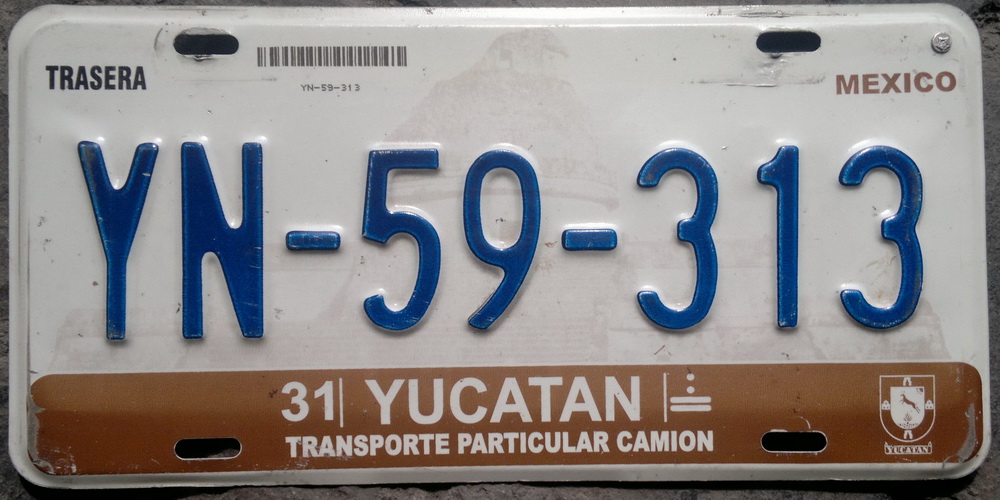 TRASERA
YN-59-313
MEXICO
YN-59-313
31 YUCATAN
TRANSPORTE PARTICULAR CAMION
YUCATAN